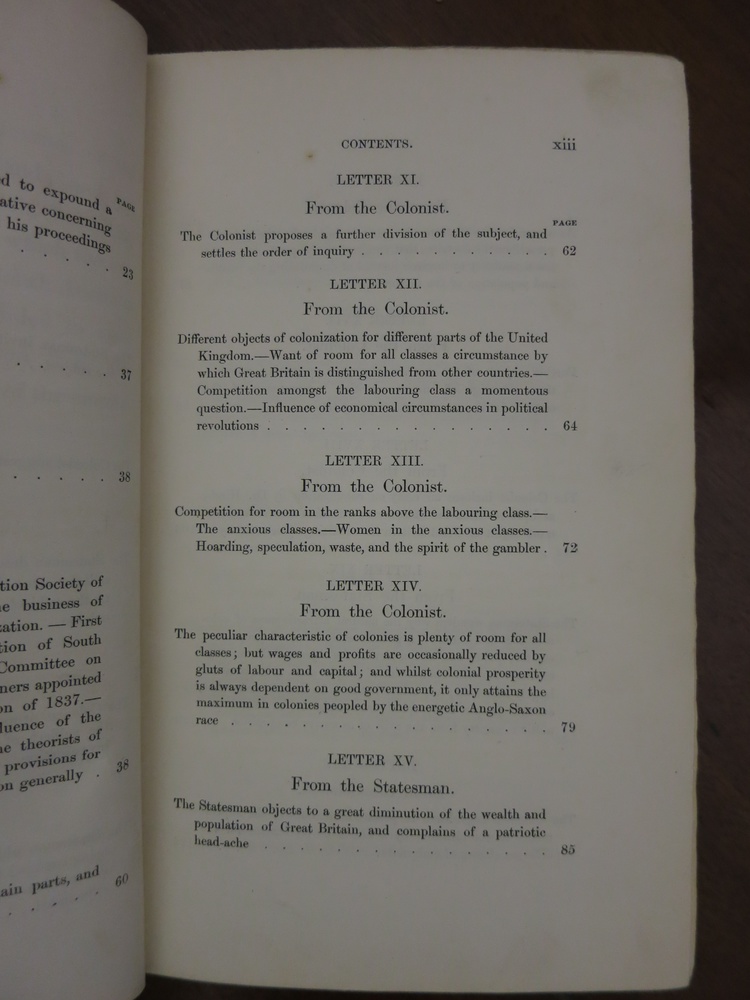 d to expound a
PAGE
ative concerning
his proceedings
. . . . . 23
. . . . . 37
. . . . . 38
tion Society of
e business of
ation. — First
tion of South
Committee on
ners appointed
on of 1837.—
luence of the
e theorists of
provisions for
on generally . 38
ain parts, and
. . . . 60
CONTENTS. xiii
LETTER XI.
From the Colonist.
PAGE
The Colonist proposes a further division of the subject, and
settles the order of inquiry . . . . . . . . . . . 62
LETTER XII.
From the Colonist.
Different objects of colonization for different parts of the United
Kingdom.—Want of room for all classes a circumstance by
which Great Britain is distinguished from other countries.—
Competition amongst the labouring class a momentous
question.—Influence of economical circumstances in political
revolutions . . . . . . . . . . . . . . . . 64
LETTER XIII.
From the Colonist.
Competition for room in the ranks above the labouring class.—
The anxious classes.—Women in the anxious classes.—
Hoarding, speculation, waste, and the spirit of the gambler . 72
LETTER XIV.
From the Colonist.
The peculiar characteristic of colonies is plenty of room for all
classes; but wages and profits are occasionally reduced by
gluts of labour and capital; and whilst colonial prosperity
is always dependent on good government, it only attains the
maximum in colonies peopled by the energetic Anglo-Saxon
race . . . . . . . . . . . . . . . . . 79
LETTER XV.
From the Statesman.
The Statesman objects to a great diminution of the wealth and
population of Great Britain, and complains of a patriotic
head-ache . . . . . . . . . . . . . . . 85